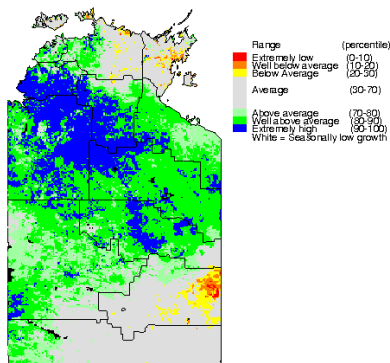 Range (percentile)
Extremely low (0-10)
Well below average (10-20)
Below Average (20-30)
Average (30-70)
Above average (70-80)
Well above average (80-90)
Extremely high (90-100)
White = Seasonally low growth